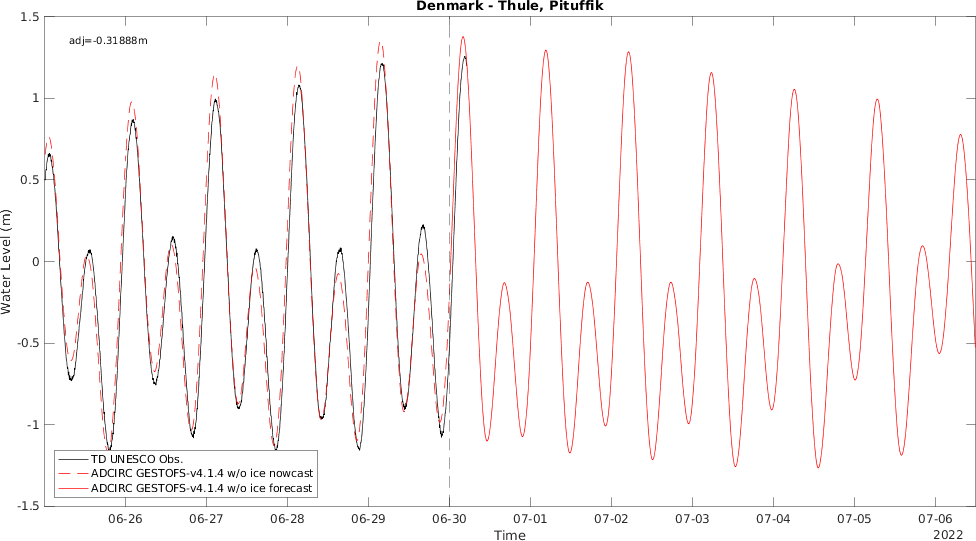 Denmark - Thule, Pituffik
adj=-0.31888m
1.5
1
0.5
0
-0.5
-1
-1.5
Water Level (m)
TD UNESCO Obs.
ADCIRC GESTOFS-v4.1.4 w/o ice nowcast
ADCIRC GESTOFS-v4.1.4 w/o ice forecast
06-26 06-27 06-28 06-29 06-30 07-01 07-02 07-03 07-04 07-05 07-06
Time
2022